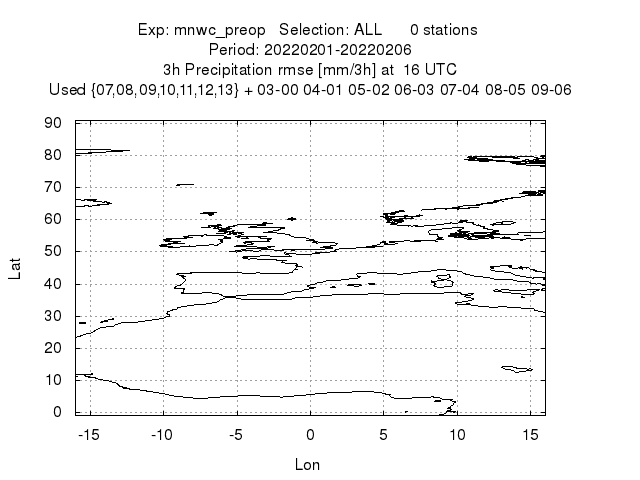 Exp: mnwc_preop   Selection: ALL      0 stations
Period: 20220201-20220206
3h Precipitation rmse [mm/3h] at  16 UTC
Used {07,08,09,10,11,12,13} + 03-00 04-01 05-02 06-03 07-04 08-05 09-06
90
80
70
60
50
40
30
20
10
0
Lat
-15 -10 -5 0 5 10 15
Lon